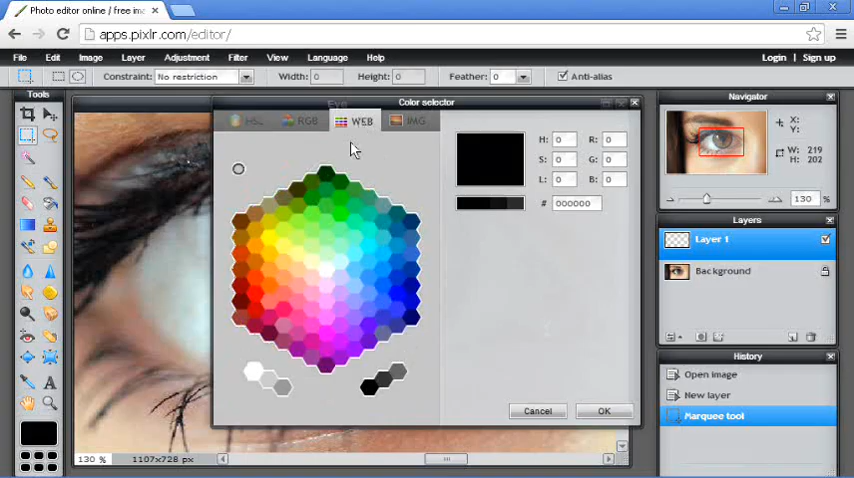 Photo editor online / free ima
apps.pixlr.com/editor/
File Edit Image Layer Adjustment Filter View Language Help Login | Sign up
Constraint: No restriction Width: 0 Height: 0 Feather: 0 Anti-alias
Tools
Eye
Color selector
HSL RGB WEB IMG
H: 0 R: 0
S: 0 G: 0
L: 0 B: 0
# 000000
Cancel OK
130 % 1107x728 px
Navigator
X:
Y:
W: 219
H: 202
130 %
Layers
Layer 1
Background
History
Open image
New layer
Marquee tool